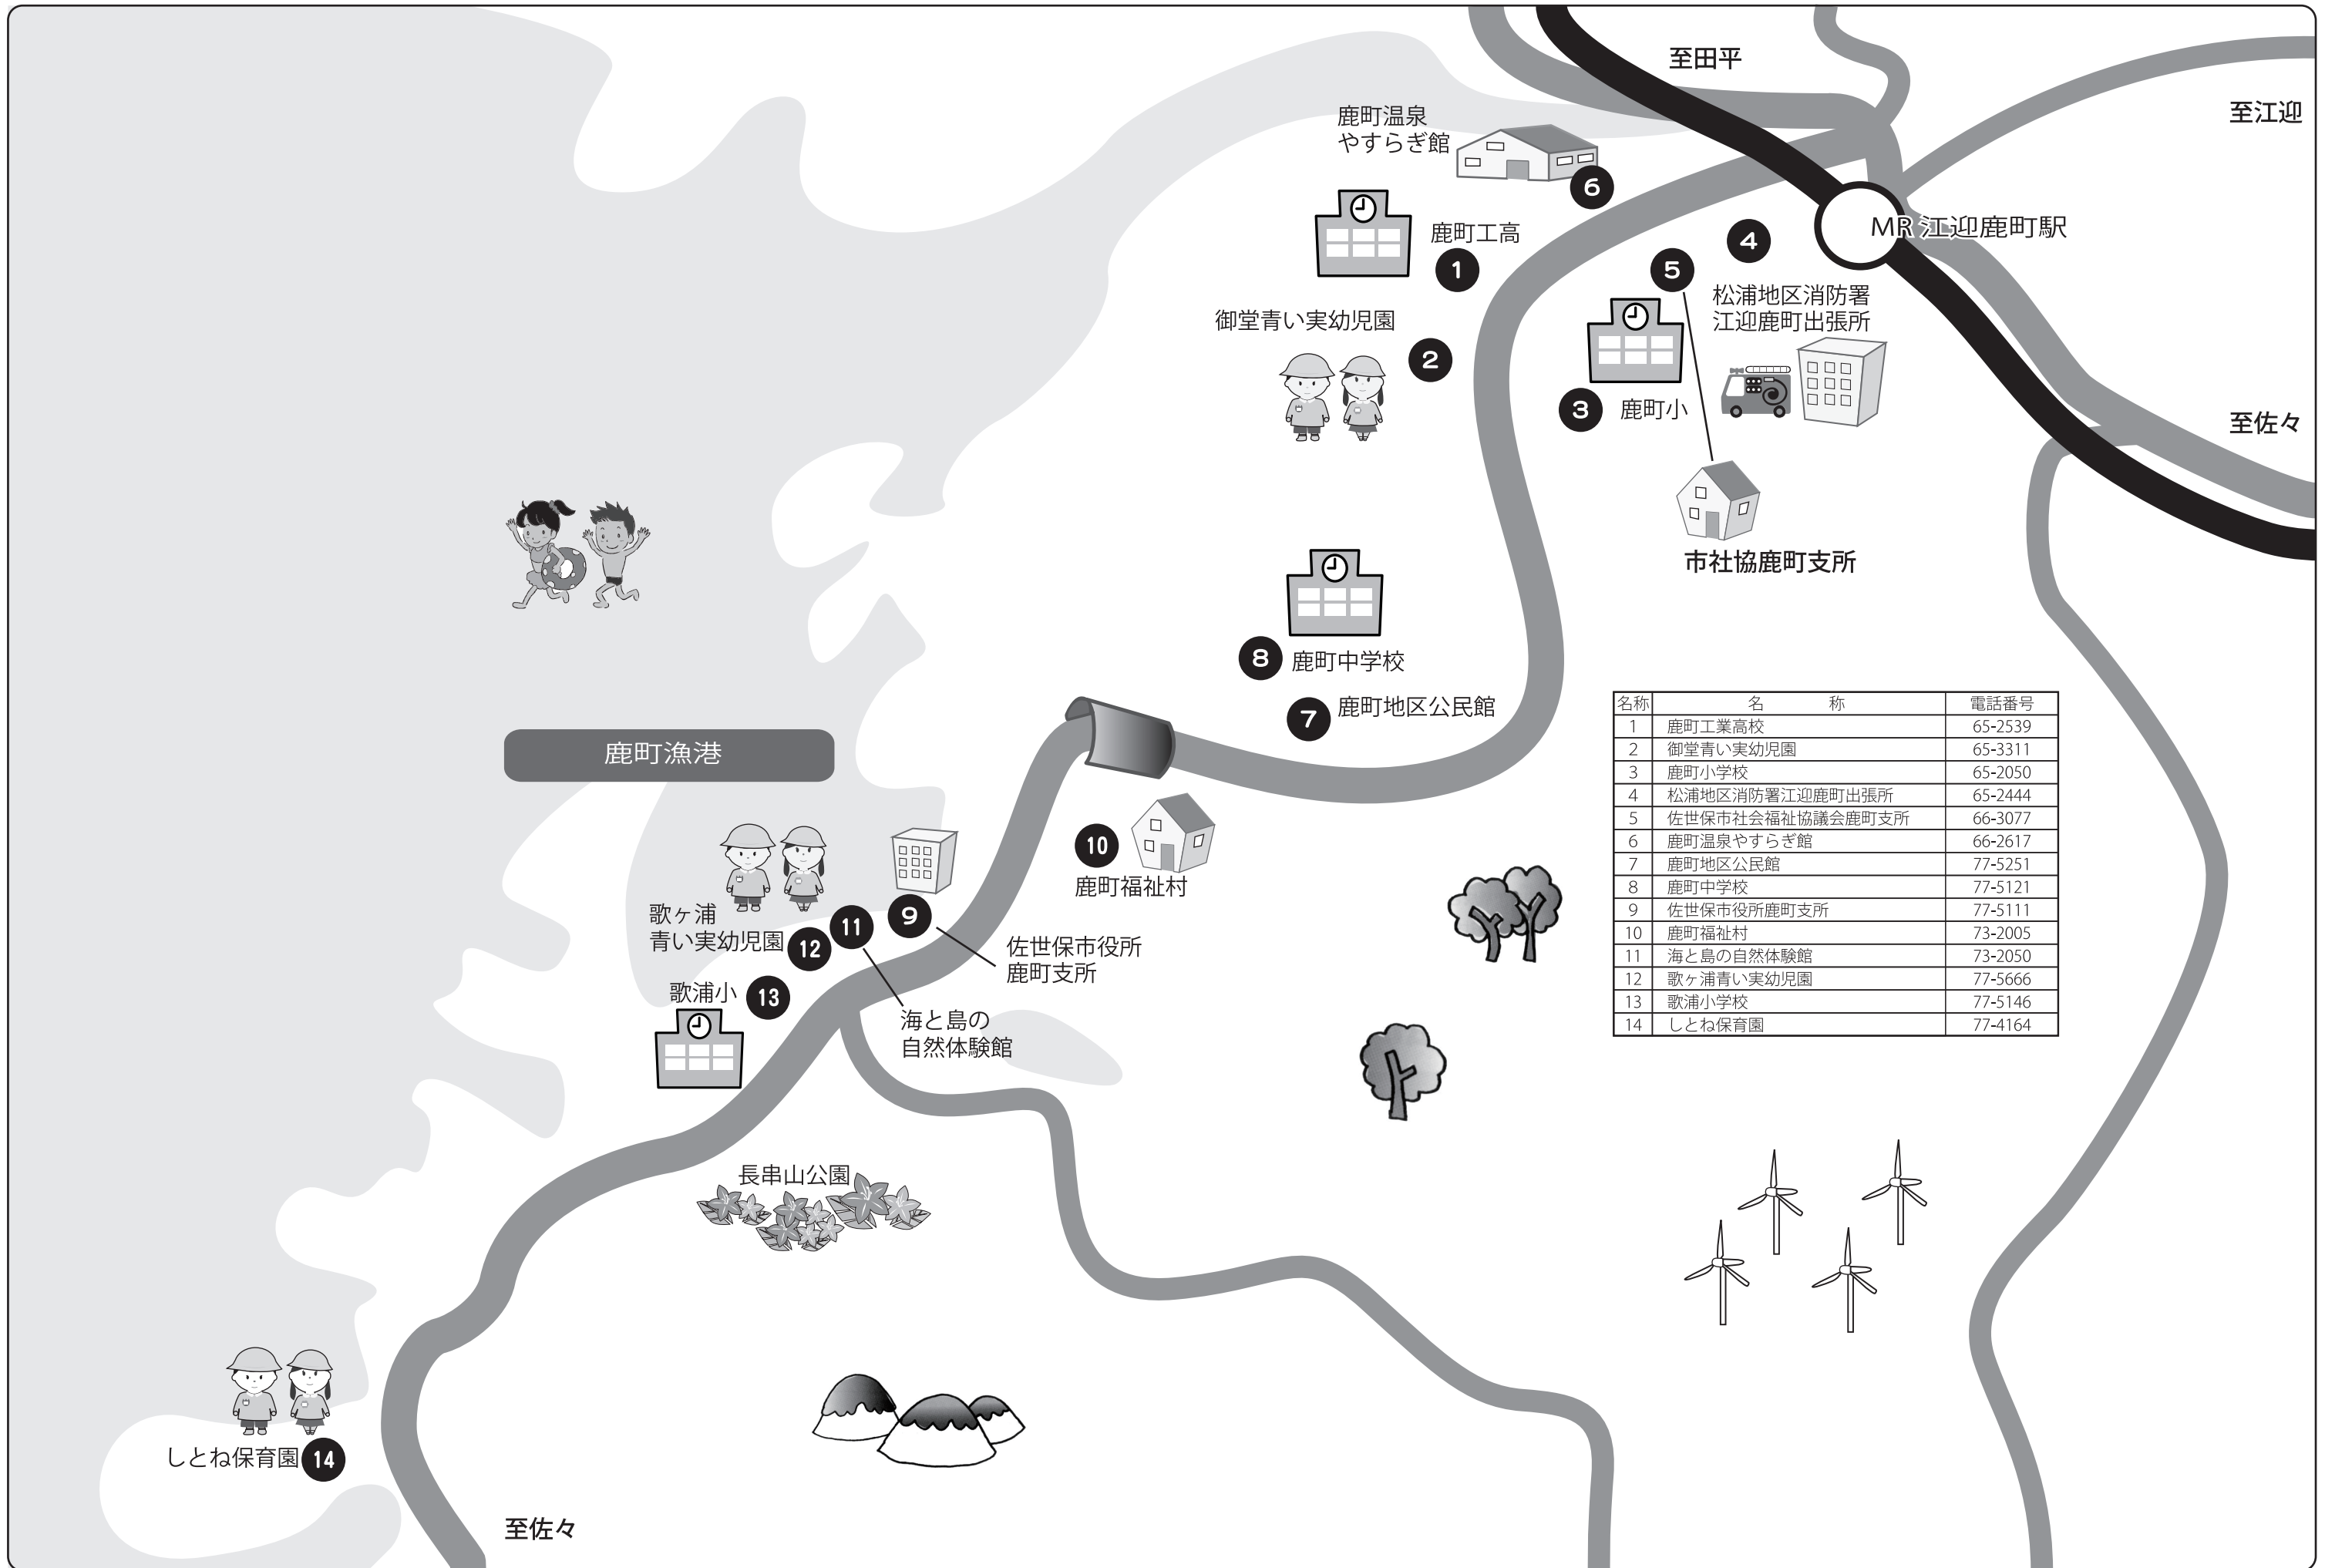 至田平
至江迎
鹿町温泉
やすらぎ館
6
鹿町工高
1
MR 江迎鹿町駅
4
5
松浦地区消防署
江迎鹿町出張所
御堂青い実幼児園
2
3
鹿町小
至佐々
市社協鹿町支所
8
鹿町中学校
7
鹿町地区公民館
鹿町漁港
10
鹿町福祉村
歌ヶ浦
青い実幼児園
12
11
9
佐世保市役所
鹿町支所
歌浦小
13
海と島の
自然体験館
長串山公園
しとね保育園
14
至佐々
名称 名 称 電話番号
1 鹿町工業高校 65-2539
2 御堂青い実幼児園 65-3311
3 鹿町小学校 65-2050
4 松浦地区消防署江迎鹿町出張所 65-2444
5 佐世保市社会福祉協議会鹿町支所 66-3077
6 鹿町温泉やすらぎ館 66-2617
7 鹿町地区公民館 77-5251
8 鹿町中学校 77-5121
9 佐世保市役所鹿町支所 77-5111
10 鹿町福祉村 73-2005
11 海と島の自然体験館 73-2050
12 歌ヶ浦青い実幼児園 77-5666
13 歌浦小学校 77-5146
14 しとね保育園 77-4164